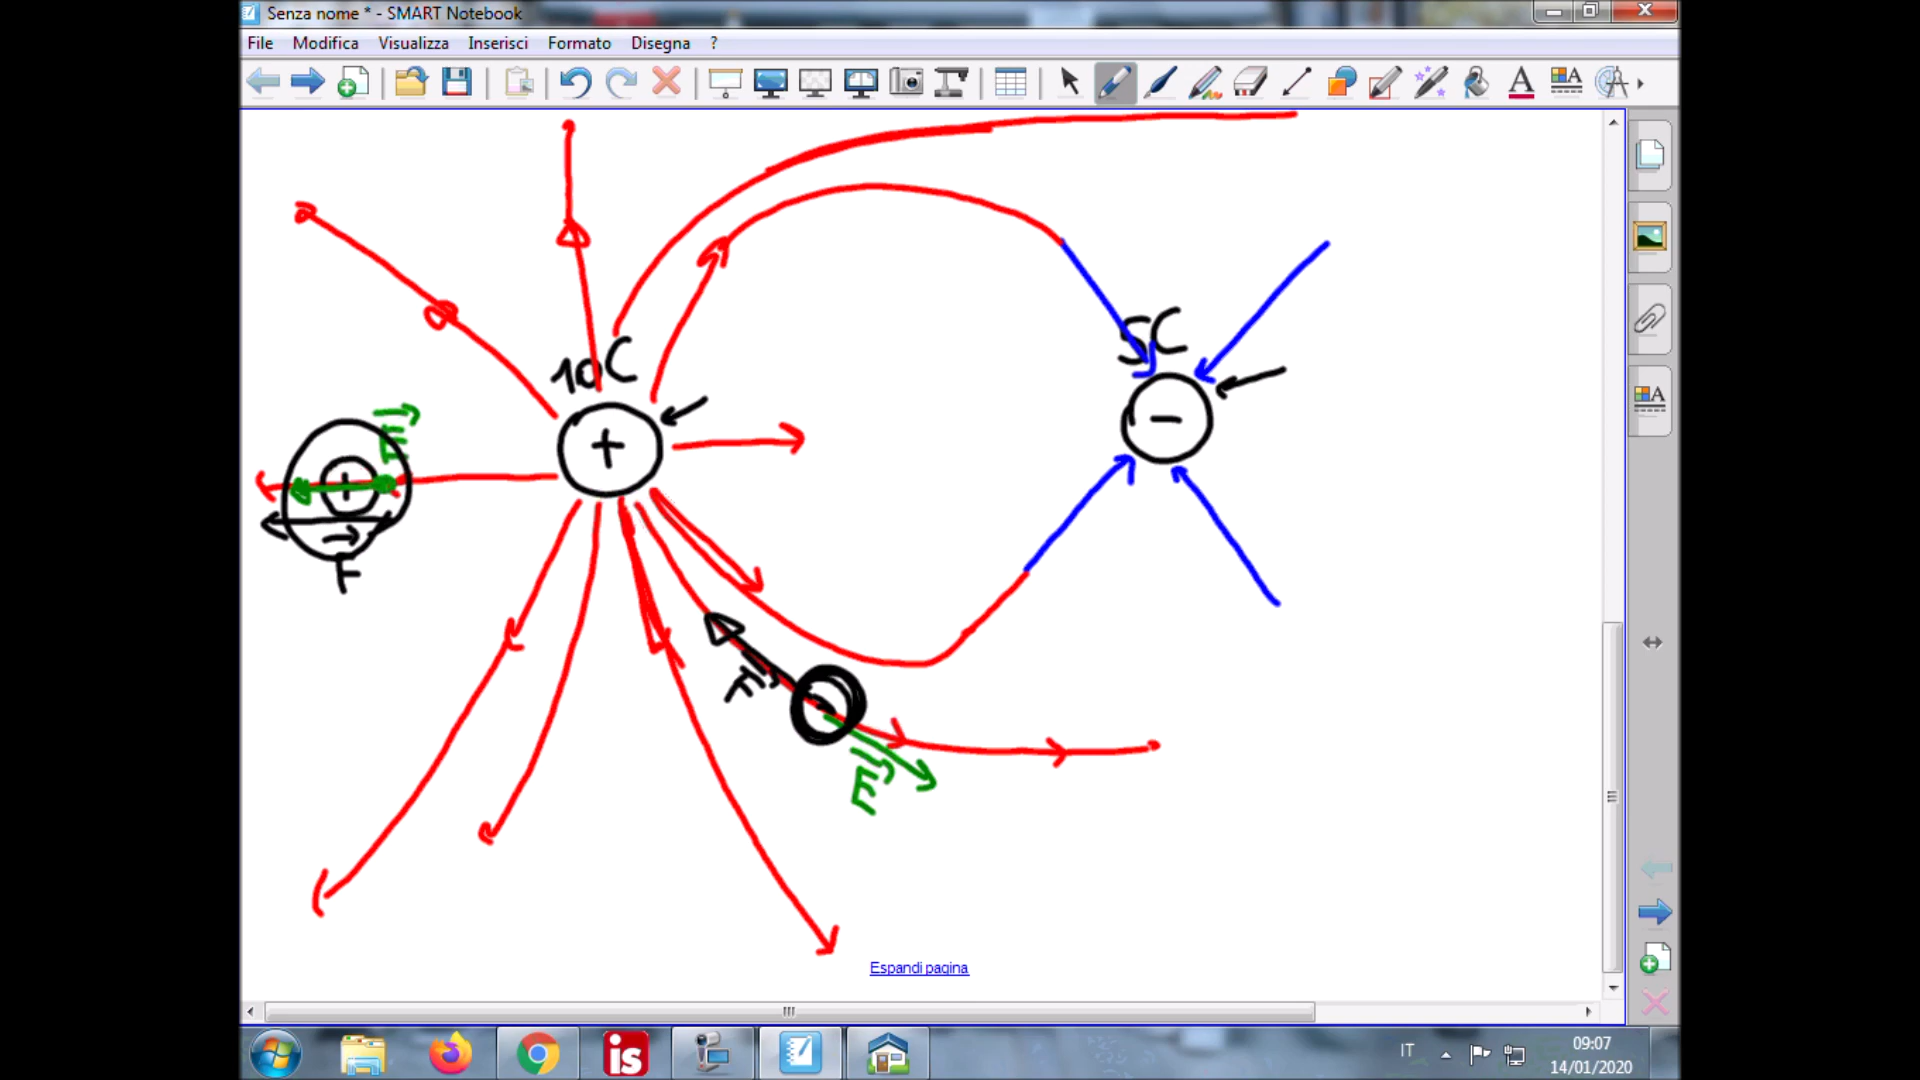 Senza nome * - SMART Notebook
File Modifica Visualizza Inserisci Formato Disegna ?
10C
5C
+
-
E
+
F
F
E
Espandi pagina
is
IT
09:07
14/01/2020